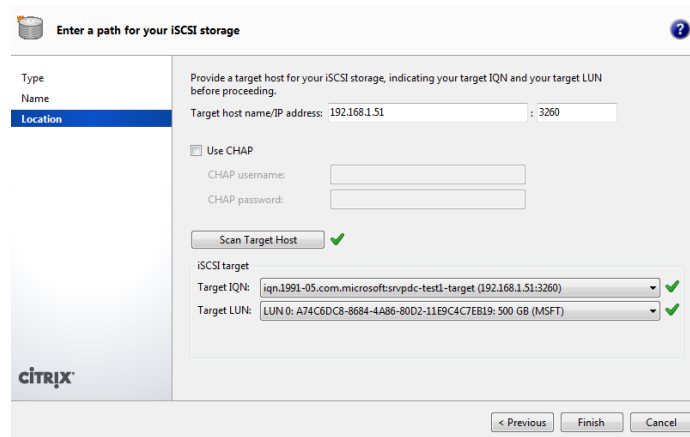 Enter a path for your iSCSI storage
?
Type
Name
Location
Provide a target host for your iSCSI storage, indicating your target IQN and your target LUN
before proceeding.
Target host name/IP address: 192.168.1.51 : 3260
Use CHAP
CHAP username:
CHAP password:
Scan Target Host
iSCSI target
Target IQN: iqn.1991-05.com.microsoft:srvpdc-test1-target (192.168.1.51:3260)
Target LUN: LUN 0: A74C6DC8-8684-4A86-80D2-11E9C4C7EB19: 500 GB (MSFT)
CİTRIX
< Previous Finish Cancel